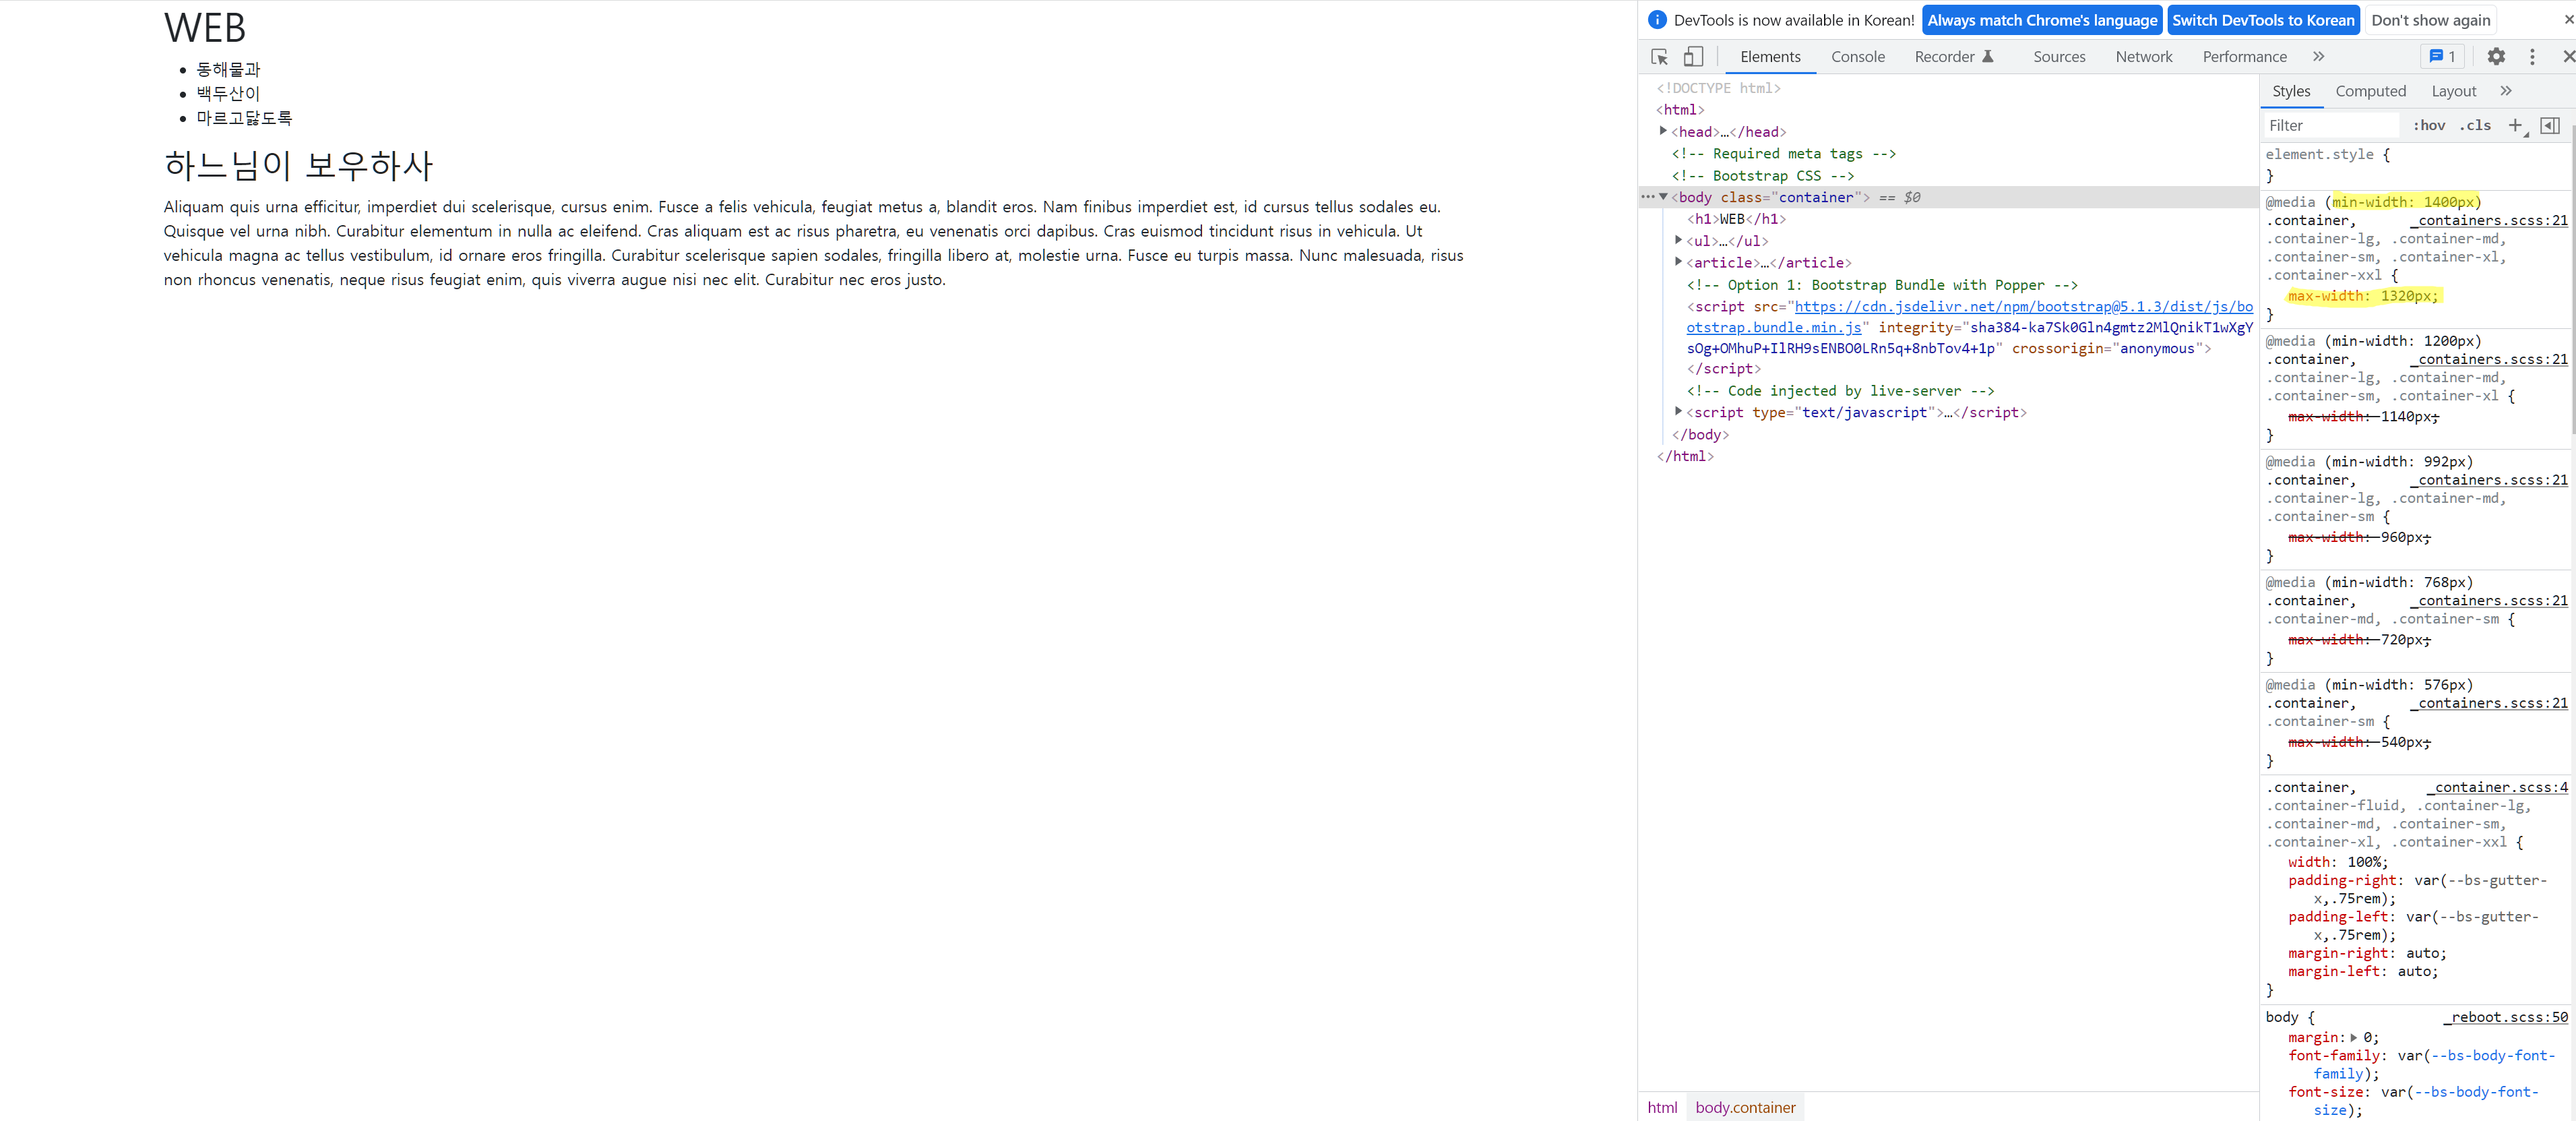 WEB
동해물과
백두산이
마르고닳도록
하느님이 보우하사
Aliquam quis urna efficitur, imperdiet dui scelerisque, cursus enim. Fusce a felis vehicula, feugiat metus a, blandit eros. Nam finibus imperdiet est, id cursus tellus sodales eu.
Quisque vel urna nibh. Curabitur elementum in nulla ac eleifend. Cras aliquam est ac risus pharetra, eu venenatis orci dapibus. Cras euismod tincidunt risus in vehicula. Ut
vehicula magna ac tellus vestibulum, id ornare eros fringilla. Curabitur scelerisque sapien sodales, fringilla libero at, molestie urna. Fusce eu turpis massa. Nunc malesuada, risus
non rhoncus venenatis, neque risus feugiat enim, quis viverra augue nisi nec elit. Curabitur nec eros justo.
DevTools is now available in Korean! Always match Chrome's language Switch DevTools to Korean Don't show again
Elements Console Recorder Sources Network Performance 1
<!DOCTYPE html>
<html>
<head>…</head>
<!-- Required meta tags -->
<!-- Bootstrap CSS -->
<body class="container"> == $0
<h1>WEB</h1>
<ul>…</ul>
<article>…</article>
<!-- Option 1: Bootstrap Bundle with Popper -->
<script src="https://cdn.jsdelivr.net/npm/bootstrap@5.1.3/dist/js/bo
otstrap.bundle.min.js" integrity="sha384-ka7Sk0Gln4gmtz2MlQnikT1wXgY
sOg+OMhuP+IlRH9sENBO0LRn5q+8nbTov4+1p" crossorigin="anonymous">
</script>
<!-- Code injected by live-server -->
<script type="text/javascript">…</script>
</body>
</html>
html body.container
Styles Computed Layout
Filter :hov .cls
element.style {
}
@media (min-width: 1400px)
.container, _containers.scss:21
.container-lg, .container-md,
.container-sm, .container-xl,
.container-xxl {
max-width: 1320px;
}
@media (min-width: 1200px)
.container, _containers.scss:21
.container-lg, .container-md,
.container-sm, .container-xl {
max-width: 1140px;
}
@media (min-width: 992px)
.container, _containers.scss:21
.container-lg, .container-md,
.container-sm {
max-width: 960px;
}
@media (min-width: 768px)
.container, _containers.scss:21
.container-md, .container-sm {
max-width: 720px;
}
@media (min-width: 576px)
.container, _containers.scss:21
.container-sm {
max-width: 540px;
}
.container, _container.scss:4
.container-fluid, .container-lg,
.container-md, .container-sm,
.container-xl, .container-xxl {
width: 100%;
padding-right: var(--bs-gutter-
x,.75rem);
padding-left: var(--bs-gutter-
x,.75rem);
margin-right: auto;
margin-left: auto;
}
body { _reboot.scss:50
margin: 0;
font-family: var(--bs-body-font-
family);
font-size: var(--bs-body-font-
size);